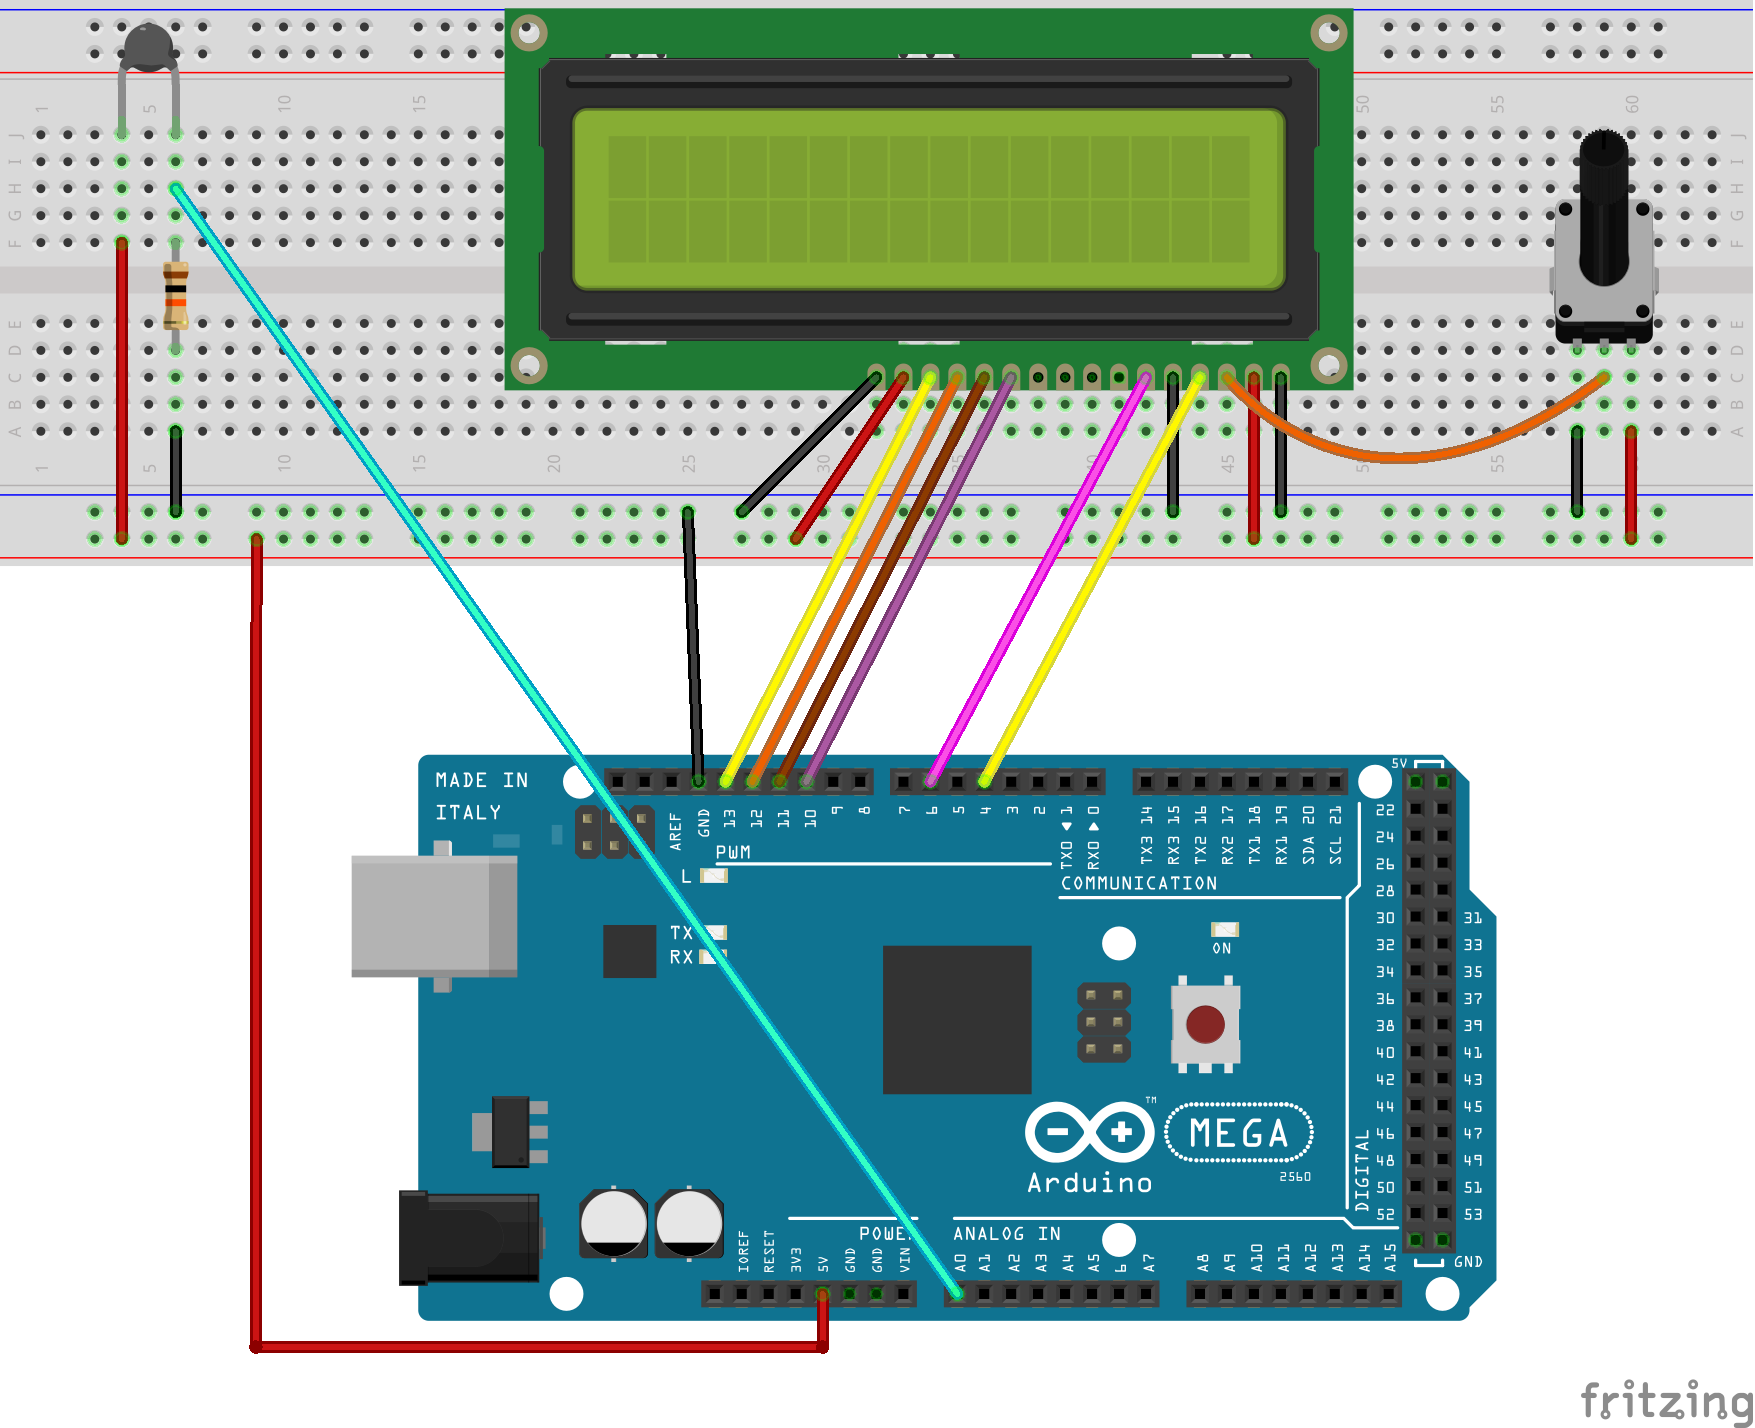 1 5 10 15 50 55 60
J J
I I
H H
G G
F F
E E
D D
C C
B B
A A
1 5 10 15 20 25 30 45 55
MADE IN
ITALY
AREF GND 13 12 11 10 9 8 7 6 5 4 3 2 TX0 1 RX0 0 TX3 14 RX3 15 TX2 16 RX2 17 TX1 18 RX1 19 SDA 20 SCL 21
PWM
COMMUNICATION
L
TX
RX
ON
5V
22
24
26
28
30 31
32 33
34 35
36 37
38 39
40 41
42 43
44 45
46 47
48 49
50 51
52 53
GND
DIGITAL
TM
MEGA
Arduino
2560
POWER
ANALOG IN
IOREF RESET 3V3 5V GND GND VIN A0 A1 A2 A3 A4 A5 6 A7 A8 A9 A10 A11 A12 A13 A14 A15
fritzing